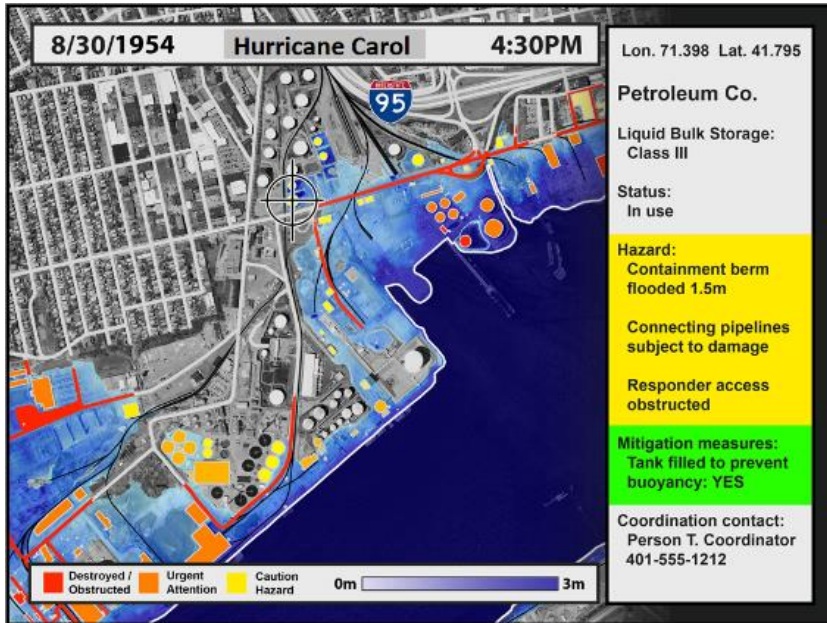 8/30/1954 Hurricane Carol 4:30PM
95
Destroyed / Obstructed
Urgent Attention
Caution Hazard
0m 3m
Lon. 71.398 Lat. 41.795
Petroleum Co.
Liquid Bulk Storage:
Class III
Status:
In use
Hazard:
Containment berm
flooded 1.5m
Connecting pipelines
subject to damage
Responder access
obstructed
Mitigation measures:
Tank filled to prevent
buoyancy: YES
Coordination contact:
Person T. Coordinator
401-555-1212